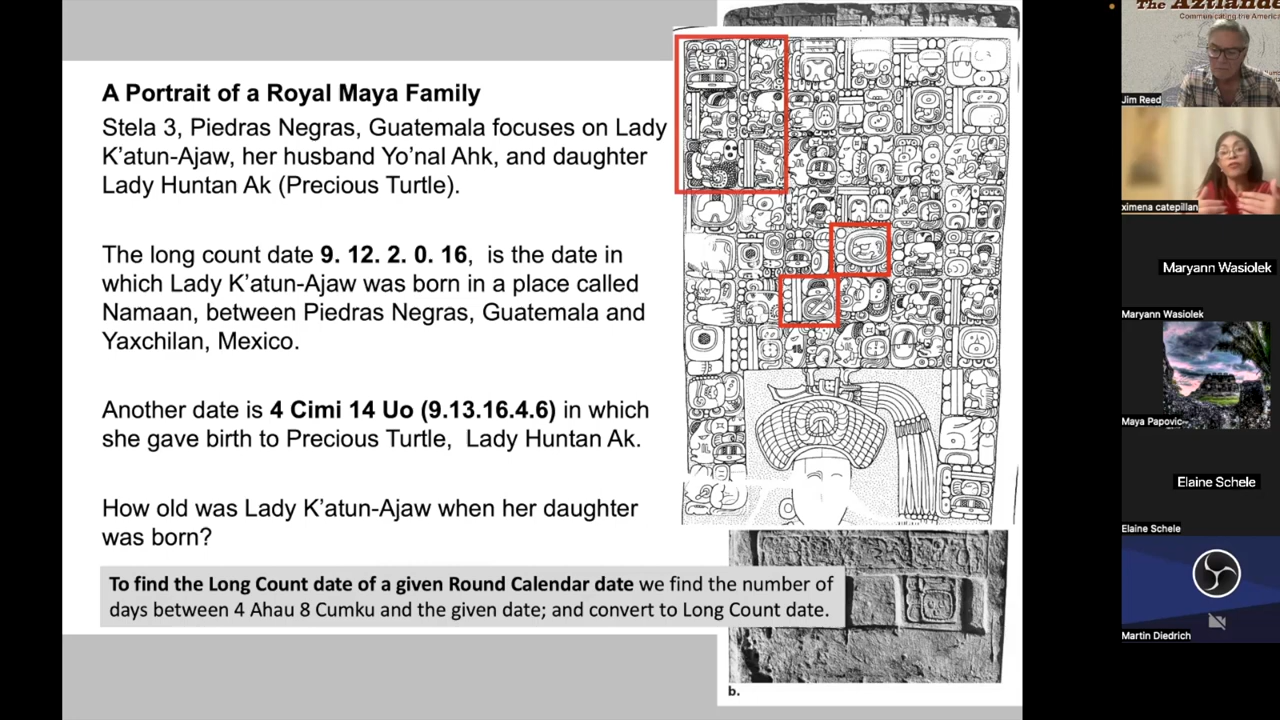 A Portrait of a Royal Maya Family
Stela 3, Piedras Negras, Guatemala focuses on Lady
K’atun-Ajaw, her husband Yo’nal Ahk, and daughter
Lady Huntan Ak (Precious Turtle).
The long count date 9. 12. 2. 0. 16, is the date in
which Lady K’atun-Ajaw was born in a place called
Namaan, between Piedras Negras, Guatemala and
Yaxchilan, Mexico.
Another date is 4 Cimi 14 Uo (9.13.16.4.6) in which
she gave birth to Precious Turtle, Lady Huntan Ak.
How old was Lady K’atun-Ajaw when her daughter
was born?
To find the Long Count date of a given Round Calendar date we find the number of
days between 4 Ahau 8 Cumku and the given date; and convert to Long Count date.
b.
The Aztlande
Communicating the America
Jim Reed
ximena catepillan
Maryann Wasiolek
Maryann Wasiolek
Maya Papovic
Elaine Schele
Elaine Schele
Martin Diedrich